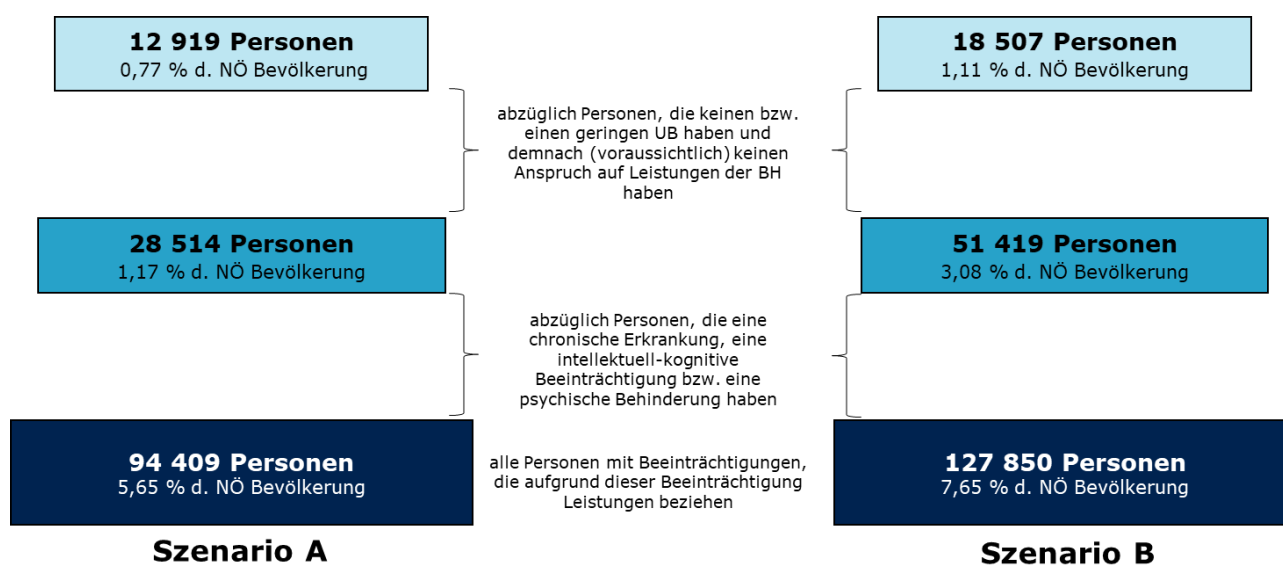 12 919 Personen
0,77 % d. NÖ Bevölkerung
18 507 Personen
1,11 % d. NÖ Bevölkerung
abzüglich Personen, die keinen bzw.
einen geringen UB haben und
demnach (voraussichtlich) keinen
Anspruch auf Leistungen der BH
haben
28 514 Personen
1,17 % d. NÖ Bevölkerung
51 419 Personen
3,08 % d. NÖ Bevölkerung
abzüglich Personen, die eine
chronische Erkrankung, eine
intellektuell-kognitive
Beeinträchtigung bzw. eine
psychische Behinderung haben
94 409 Personen
5,65 % d. NÖ Bevölkerung
alle Personen mit Beeinträchtigungen,
die aufgrund dieser Beeinträchtigung
Leistungen beziehen
127 850 Personen
7,65 % d. NÖ Bevölkerung
Szenario A
Szenario B